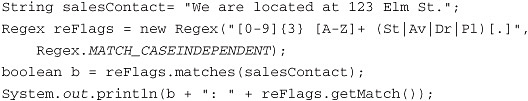 String salesContact= "We are located at 123 Elm St.";
Regex reFlags = new Regex("[0-9]{3} [A-Z]+ (St|Av|Dr|Pl)[.]",
    Regex.MATCH_CASEINDEPENDENT);
boolean b = reFlags.matches(salesContact);
System.out.println(b + ": " + reFlags.getMatch());